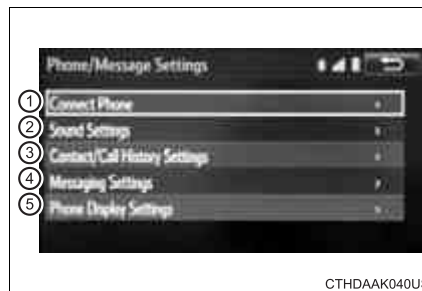 Phone/Message Settings
1 Connect Phone
2 Sound Settings
3 Contact/Call History Settings
4 Messaging Settings
5 Phone Display Settings
CTHDAAK040US